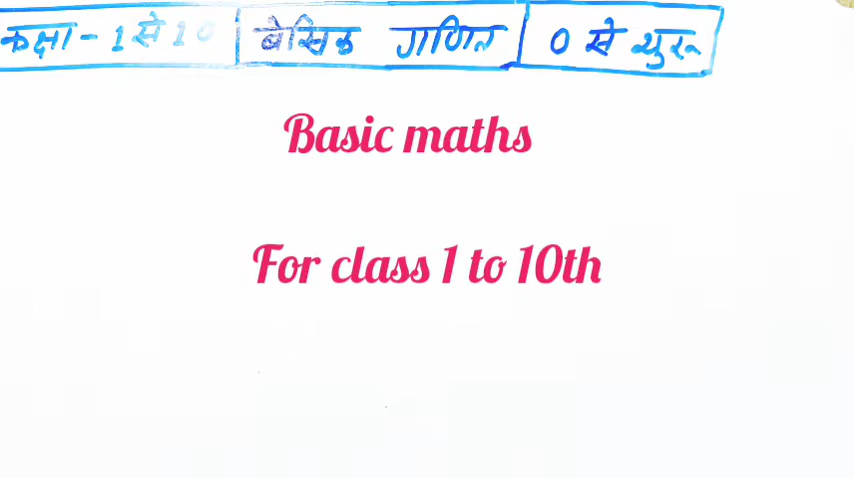 कक्षा - 1 से 10 बेसिक गणित 0 से शुरू
Basic maths
For class 1 to 10th